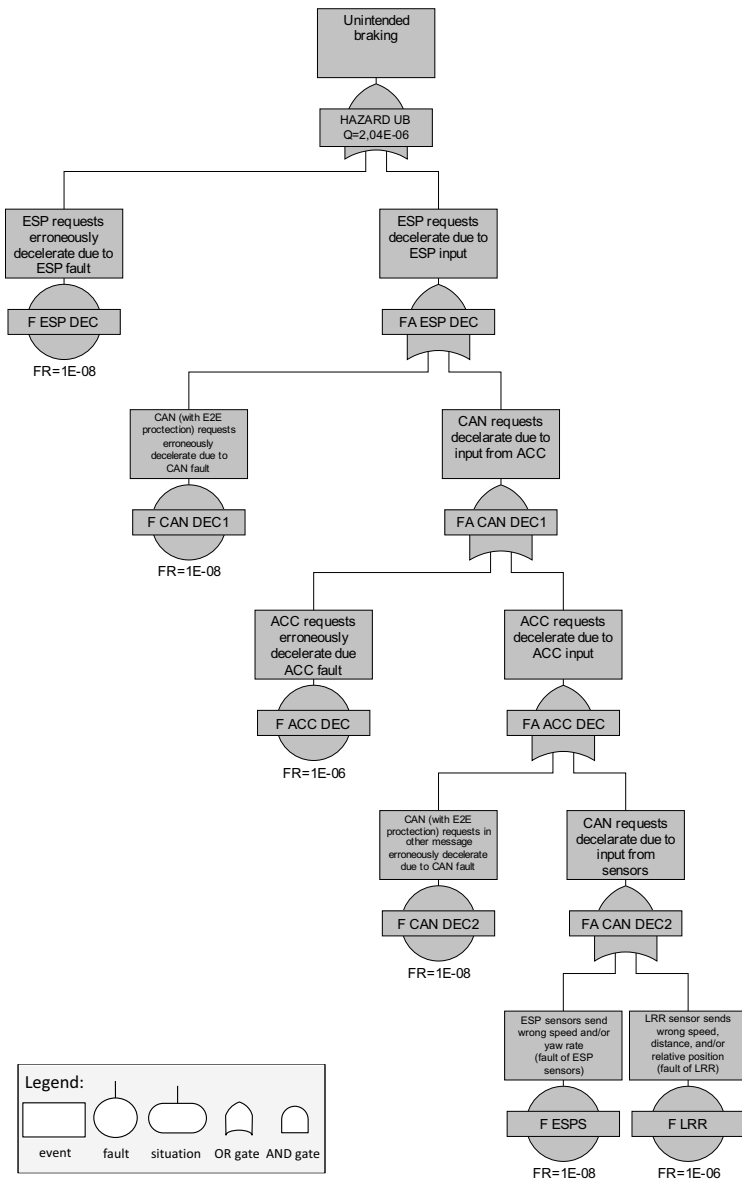 Unintended
braking
HAZARD UB
Q=2,04E-06
ESP requests
erroneously
decelerate due to
ESP fault
F ESP DEC
FR=1E-08
ESP requests
decelerate due to
ESP input
FA ESP DEC
CAN (with E2E
proctection) requests
erroneously
decelerate due to
CAN fault
F CAN DEC1
FR=1E-08
CAN requests
decelarate due to
input from ACC
FA CAN DEC1
ACC requests
erroneously
decelerate due
ACC fault
F ACC DEC
FR=1E-06
ACC requests
decelerate due to
ACC input
FA ACC DEC
CAN (with E2E
proctection) requests in
other message
erroneously decelerate
due to CAN fault
F CAN DEC2
FR=1E-08
CAN requests
decelarate due to
input from
sensors
FA CAN DEC2
ESP sensors send
wrong speed and/or
yaw rate
(fault of ESP
sensors)
F ESPS
FR=1E-08
LRR sensor sends
wrong speed,
distance, and/or
relative position
(fault of LRR)
F LRR
FR=1E-06
Legend:
event
fault
situation
OR gate
AND gate